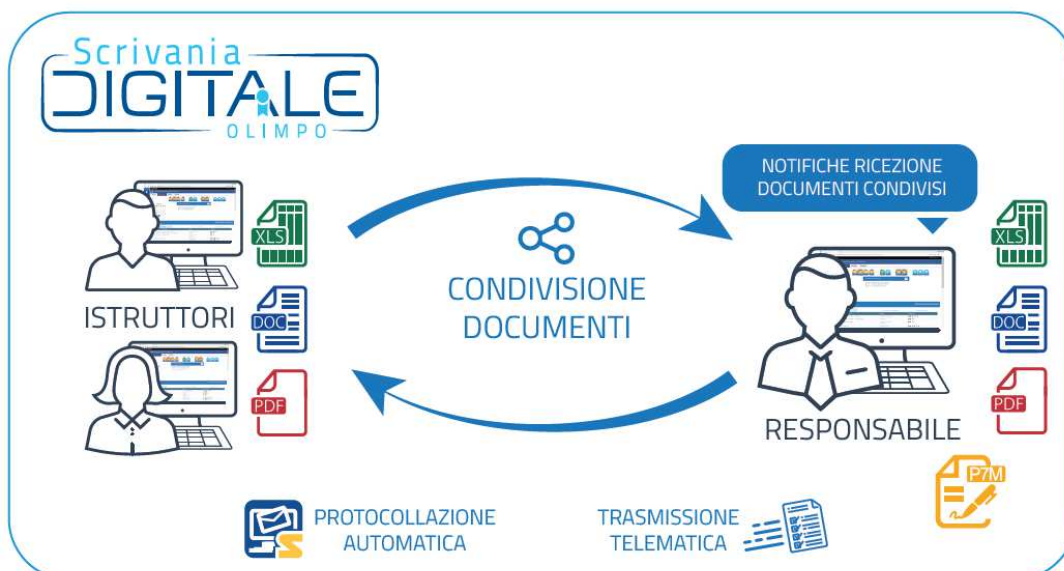 Scrivania
DIGITALE
OLIMPO
NOTIFICHE RICEZIONE
DOCUMENTI CONDIVISI
XLS
DOC
PDF
ISTRUTTORI
CONDIVISIONE
DOCUMENTI
XLS
DOC
PDF
RESPONSABILE
P7M
PROTOCOLLAZIONE
AUTOMATICA
TRASMISSIONE
TELEMATICA